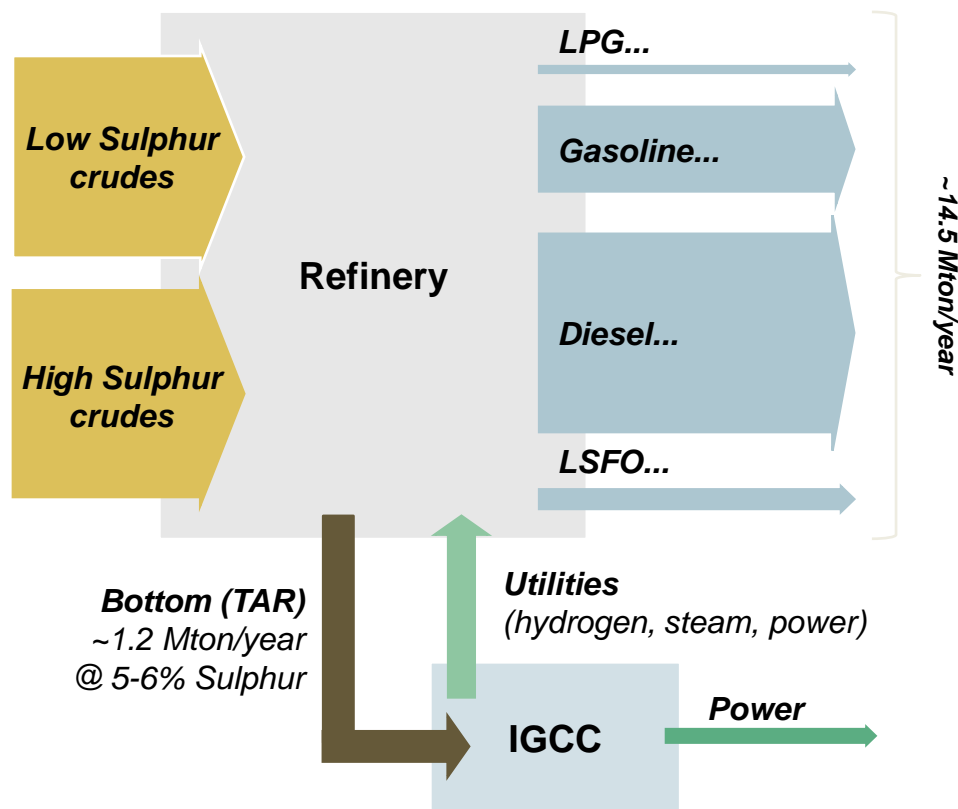 LPG...
Low Sulphur
crudes
Gasoline...
~14.5 Mton/year
Refinery
Diesel...
High Sulphur
crudes
LSFO...
Bottom (TAR)
~1.2 Mton/year
@ 5-6% Sulphur
Utilities
(hydrogen, steam, power)
IGCC
Power